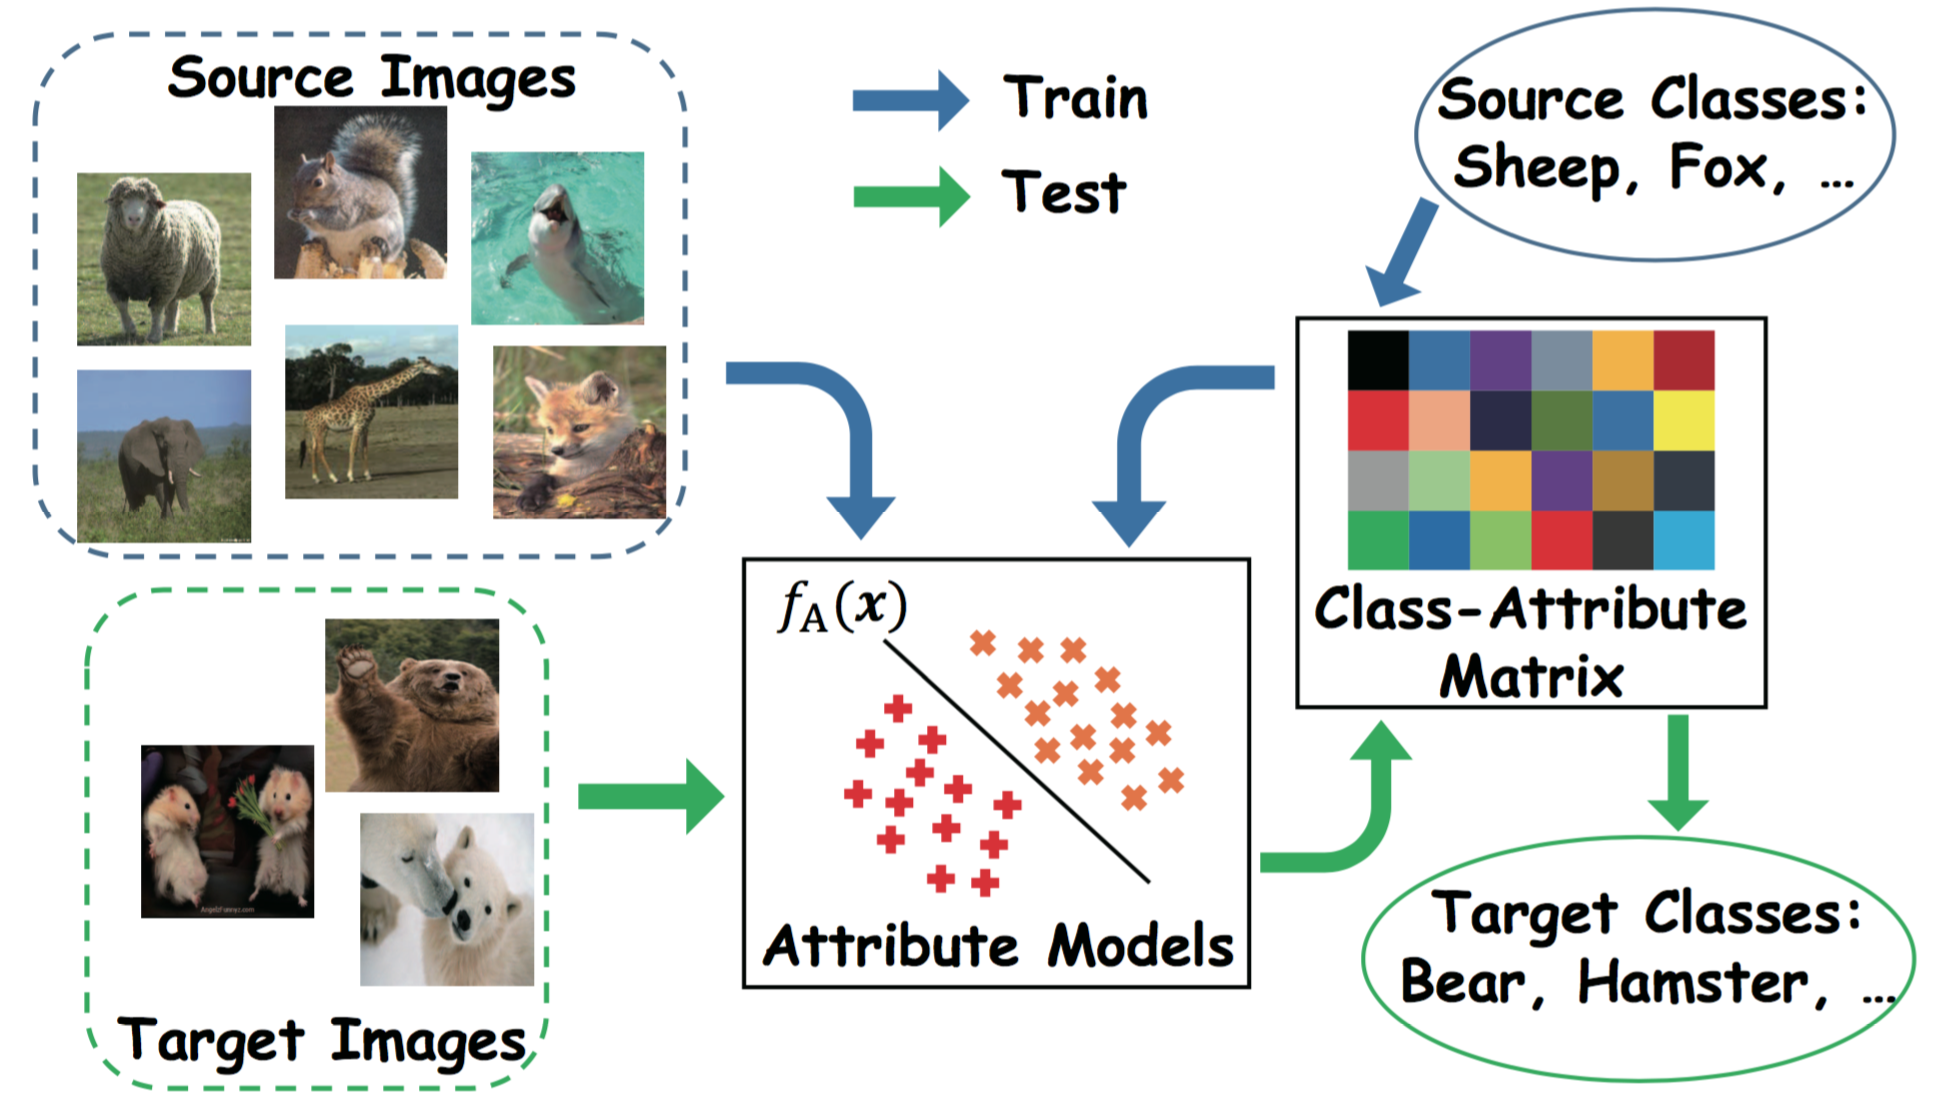 Source Images
Train
Test
Source Classes:
Sheep, Fox, ...
Class-Attribute
Matrix
fA(x)
Attribute Models
Target Classes:
Bear, Hamster, ...
Target Images